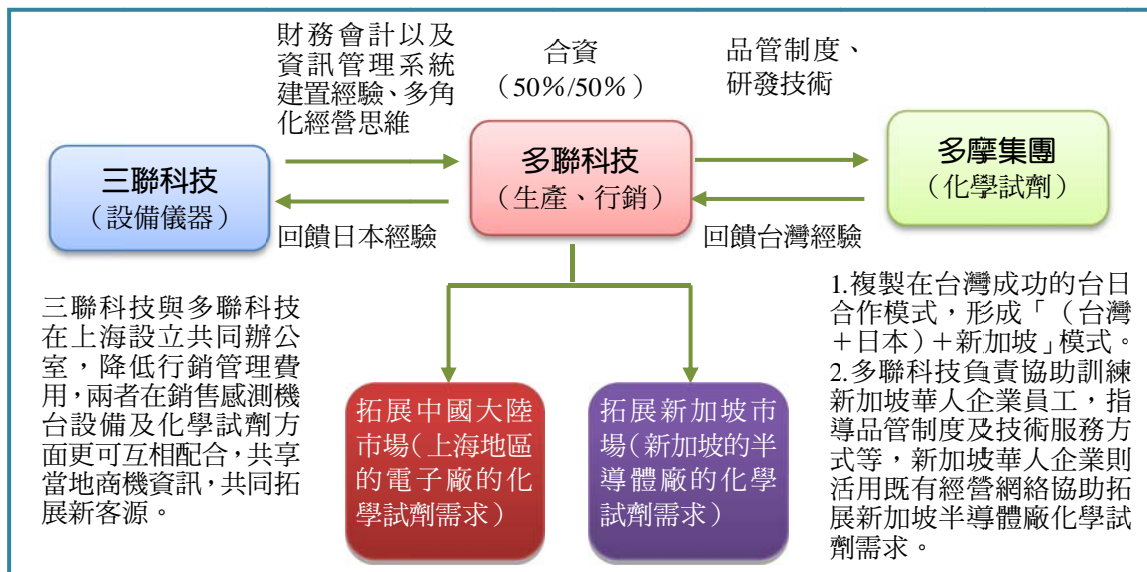 財務會計以及
資訊管理系統
建置經驗、多角
化經營思維
合資
（50%/50%）
品管制度、
研發技術
三聯科技
（設備儀器）
多聯科技
（生產、行銷）
多摩集團
（化學試劑）
回饋日本經驗
回饋台灣經驗
三聯科技與多聯科技
在上海設立共同辦公
室，降低行銷管理費
用，兩者在銷售感測機
台設備及化學試劑方
面更可互相配合，共享
當地商機資訊，共同拓
展新客源。
拓展中國大陸
市場（上海地區
的電子廠的化
學試劑需求）
拓展新加坡市
場（新加坡的半
導體廠的化學
試劑需求）
1.複製在台灣成功的台日
合作模式，形成「（台灣
＋日本）＋新加坡」模式。
2.多聯科技負責協助訓練
新加坡華人企業員工，指
導品管制度及技術服務方
式等，新加坡華人企業則
活用既有經營網絡協助拓
展新加坡半導體廠化學試
劑需求。